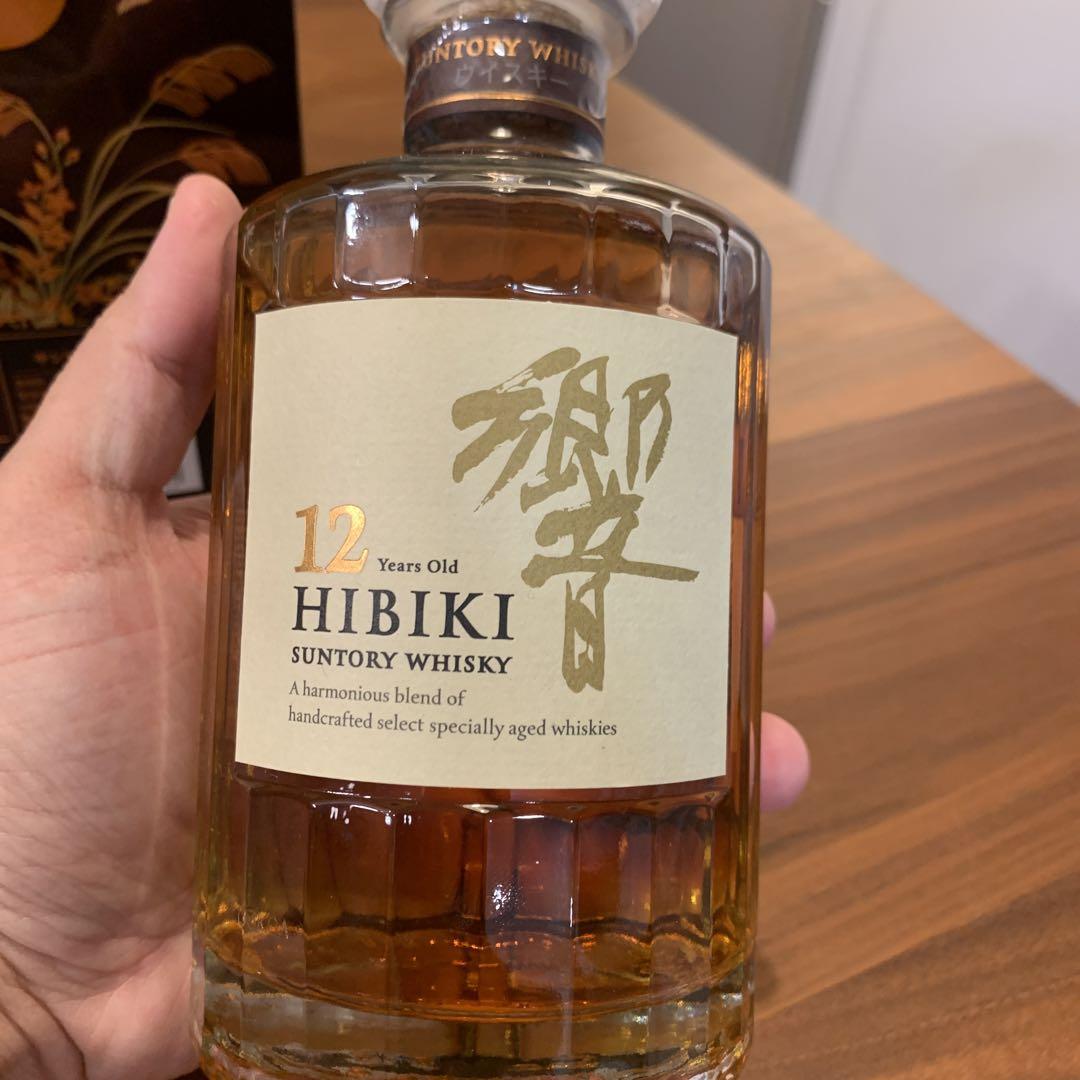 SUNTORY WHISKY
ウイスキー
響
12 Years Old
HIBIKI
SUNTORY WHISKY
A harmonious blend of
handcrafted select specially aged whiskies